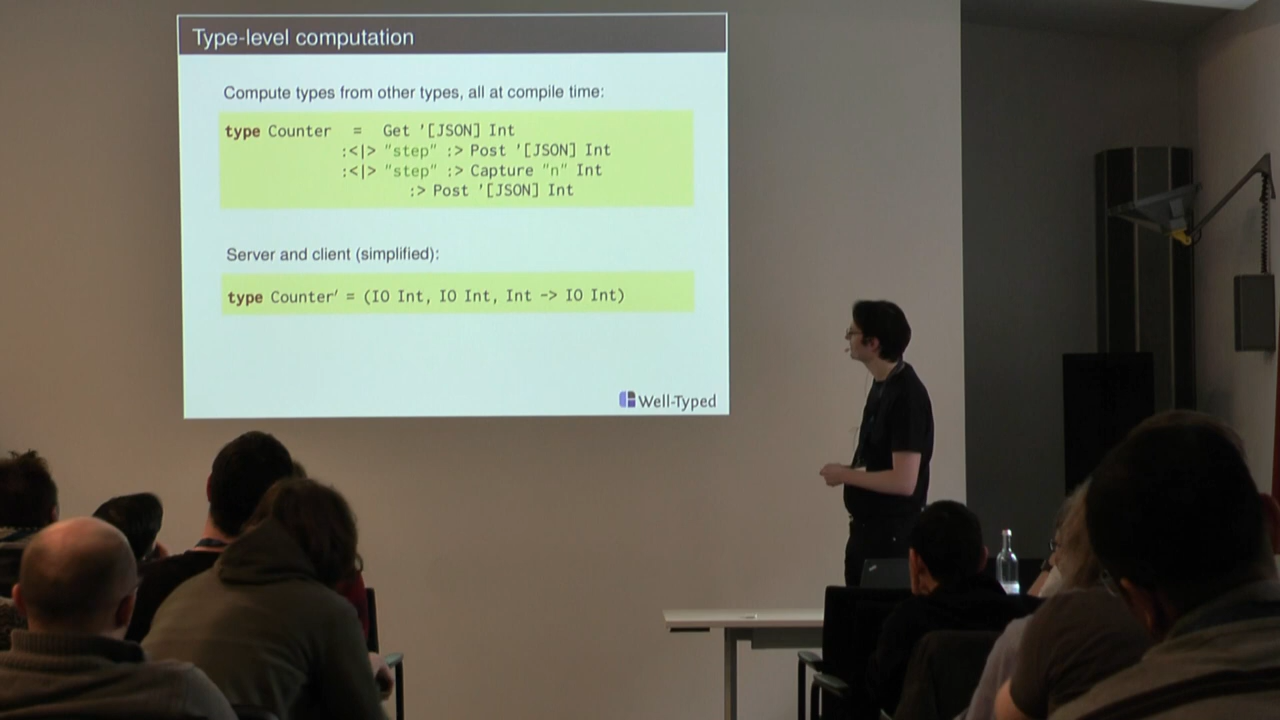 Type-level computation
Compute types from other types, all at compile time:
type Counter = Get '[JSON] Int
:<|> "step" :> Post '[JSON] Int
:<|> "step" :> Capture "n" Int
:> Post '[JSON] Int
Server and client (simplified):
type Counter′ = (IO Int, IO Int, Int -> IO Int)
Well-Typed